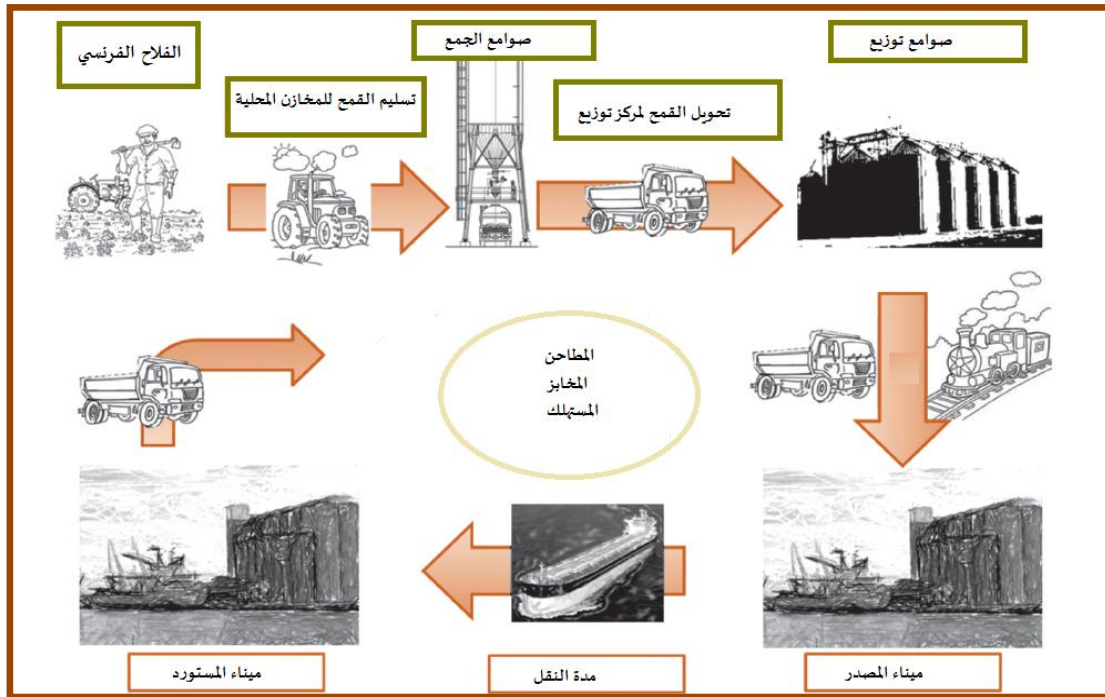 الفلاح الفرنسي
تسليم القمح للمخازن المحلية
صوامع الجمع
تحويل القمح لمركز توزيع
صوامع توزيع
المطاحن
المخابز
المستهلك
ميناء المصدر
مدة النقل
ميناء المستورد